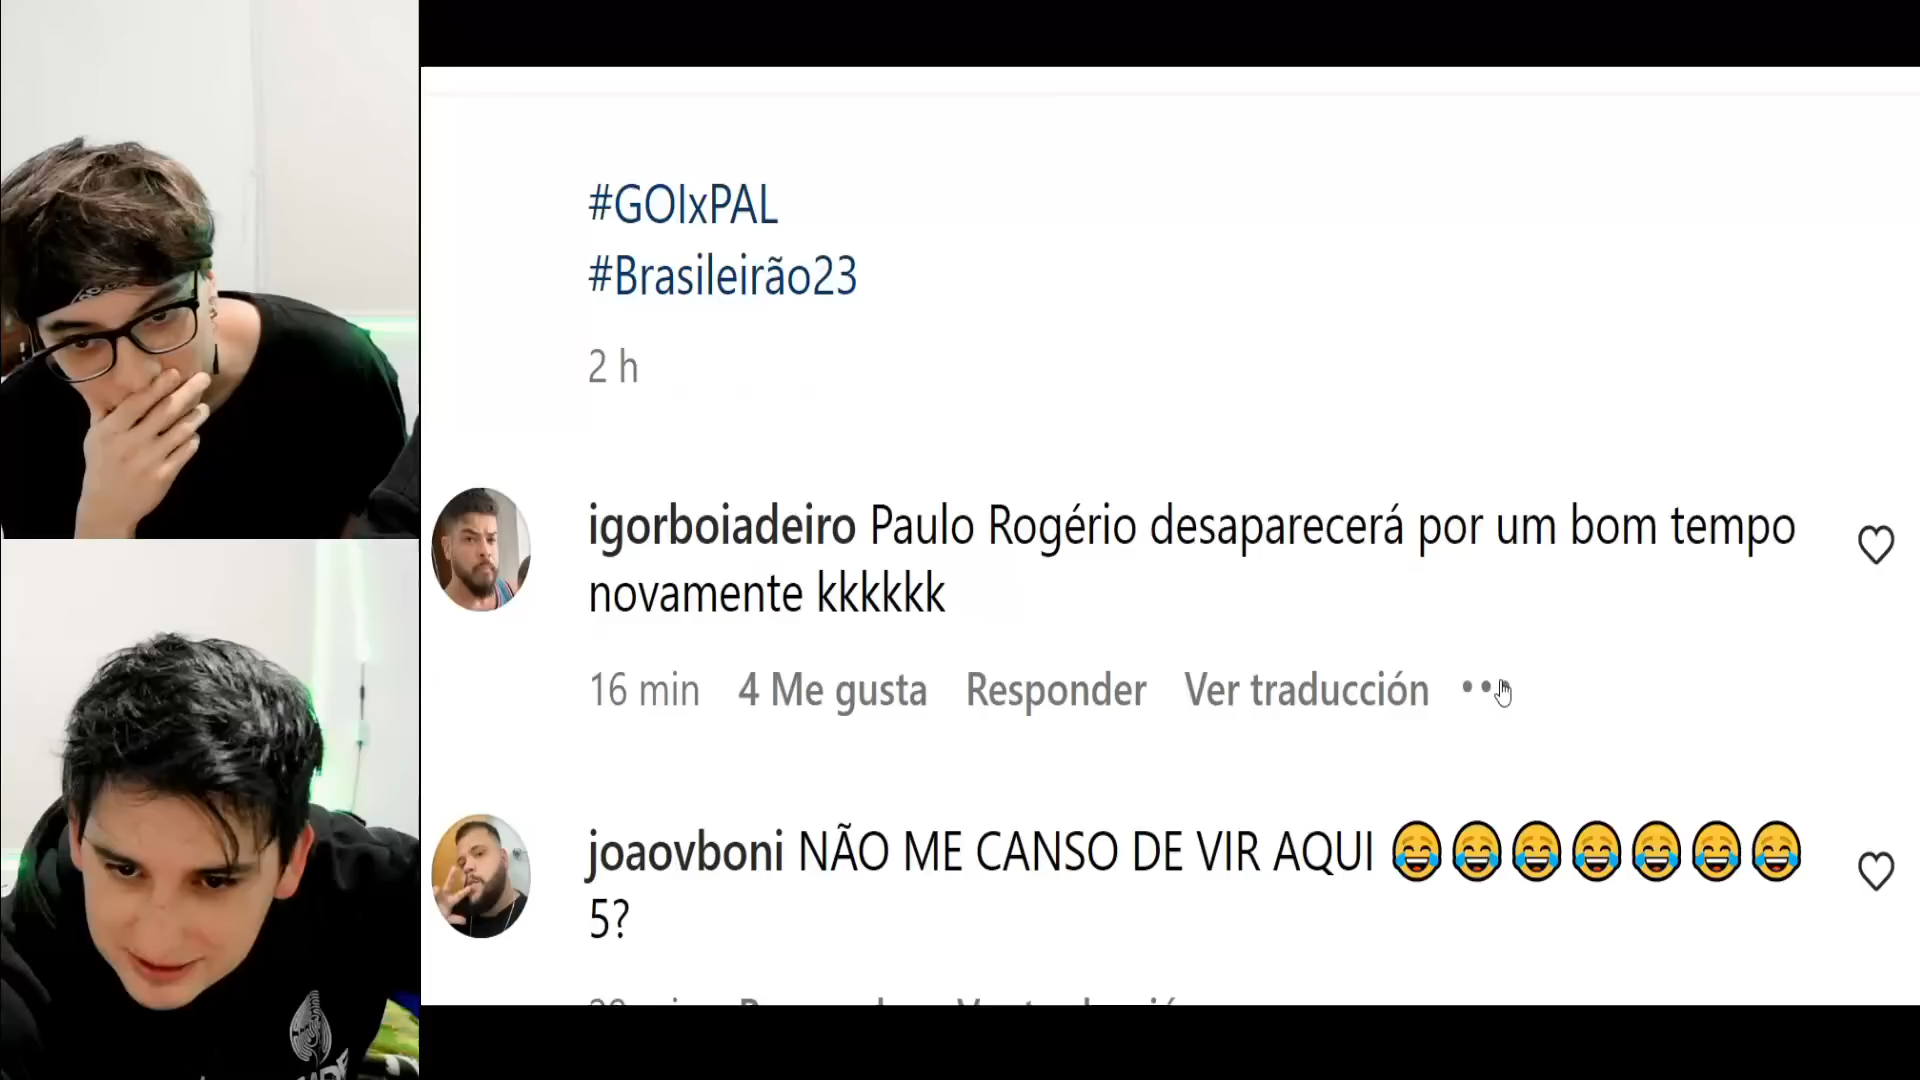 #GOIxPAL
#Brasileirão23
2 h
igorboiadeiro Paulo Rogério desaparecerá por um bom tempo
novamente kkkkkk
16 min 4 Me gusta Responder Ver traducción
joaovboni NÃO ME CANSO DE VIR AQUI 😂😂😂😂😂😂😂
5?